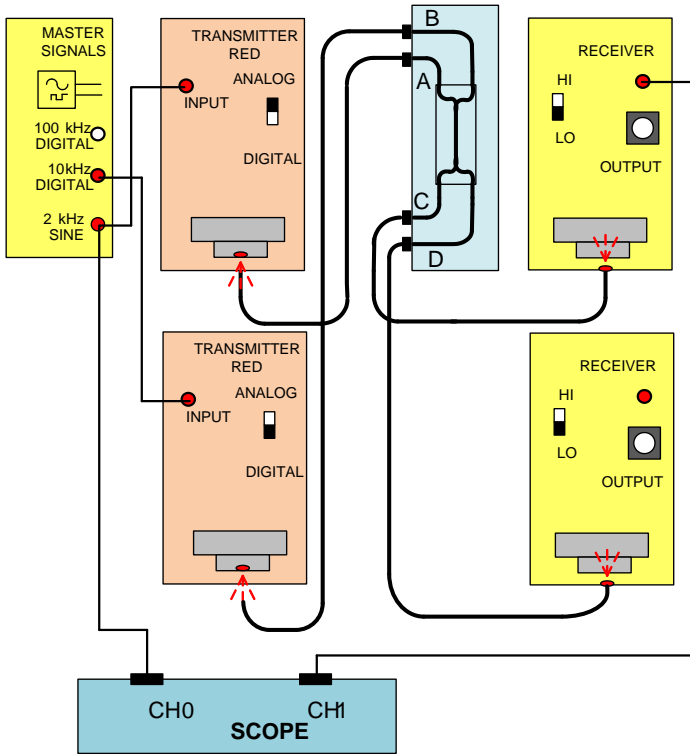 MASTER
SIGNALS
100 kHz
DIGITAL
10kHz
DIGITAL
2 kHz
SINE
TRANSMITTER
RED
ANALOG
INPUT
DIGITAL
B
A
C
D
RECEIVER
HI
LO
OUTPUT
TRANSMITTER
RED
ANALOG
INPUT
DIGITAL
RECEIVER
HI
LO
OUTPUT
CH0
CH1
SCOPE